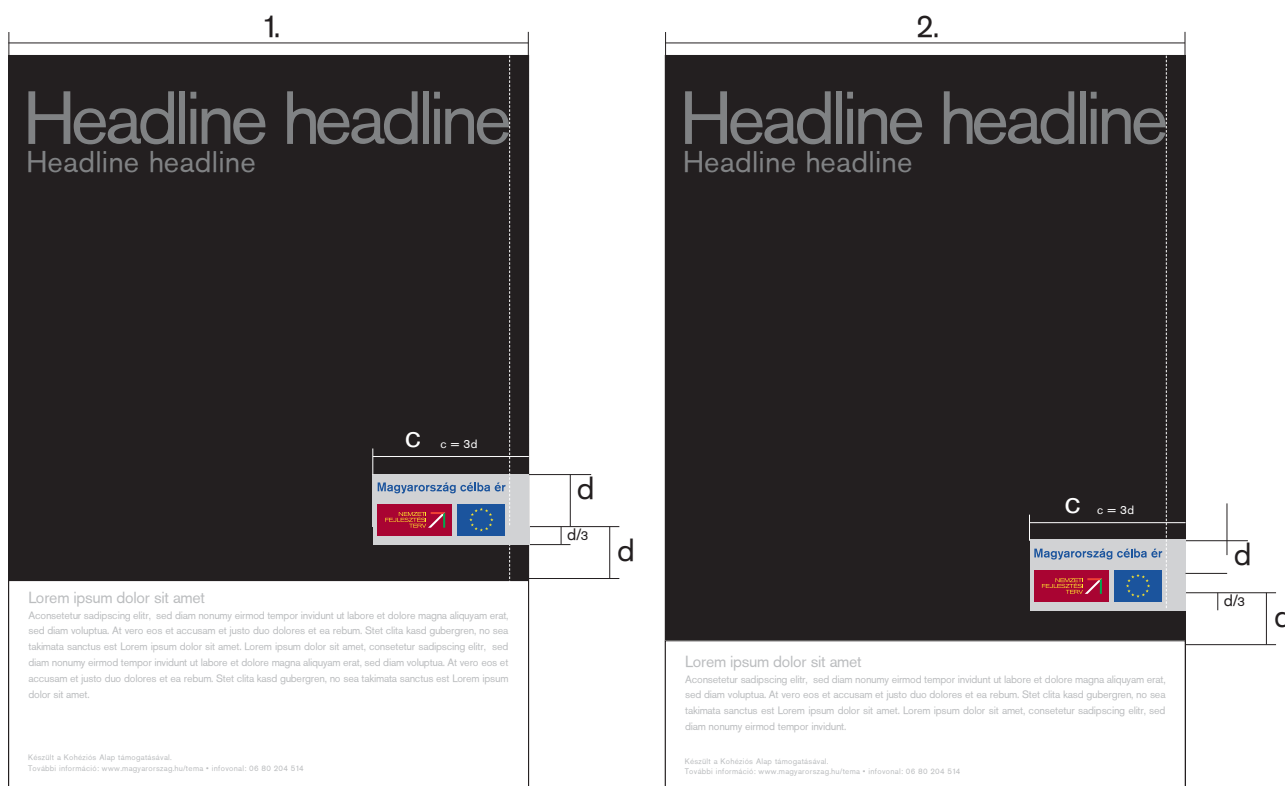 1.
Headline headline
Headline headline
c c = 3d
Magyarország célba ér
NEMZETI
FEJLESZTÉSI
TERV
d
d/3
d
Lorem ipsum dolor sit amet
Aconsetetur sadipscing elitr, sed diam nonumy eirmod tempor invidunt ut labore et dolore magna aliquyam erat,
sed diam voluptua. At vero eos et accusam et justo duo dolores et ea rebum. Stet clita kasd gubergren, no sea
takimata sanctus est Lorem ipsum dolor sit amet. Lorem ipsum dolor sit amet, consetetur sadipscing elitr, sed
diam nonumy eirmod tempor invidunt ut labore et dolore magna aliquyam erat, sed diam voluptua. At vero eos et
accusam et justo duo dolores et ea rebum. Stet clita kasd gubergren, no sea takimata sanctus est Lorem ipsum
dolor sit amet.
Készült a Kohéziós Alap támogatásával.
További információ: www.magyarorszag.hu/tema • infovonal: 06 80 204 514
2.
Headline headline
Headline headline
c c = 3d
Magyarország célba ér
NEMZETI
FEJLESZTÉSI
TERV
d
d/3
d
Lorem ipsum dolor sit amet
Aconsetetur sadipscing elitr, sed diam nonumy eirmod tempor invidunt ut labore et dolore magna aliquyam erat,
sed diam voluptua. At vero eos et accusam et justo duo dolores et ea rebum. Stet clita kasd gubergren, no sea
takimata sanctus est Lorem ipsum dolor sit amet. Lorem ipsum dolor sit amet, consetetur sadipscing elitr, sed
diam nonumy eirmod tempor invidunt.
Készült a Kohéziós Alap támogatásával.
További információ: www.magyarorszag.hu/tema • infovonal: 06 80 204 514